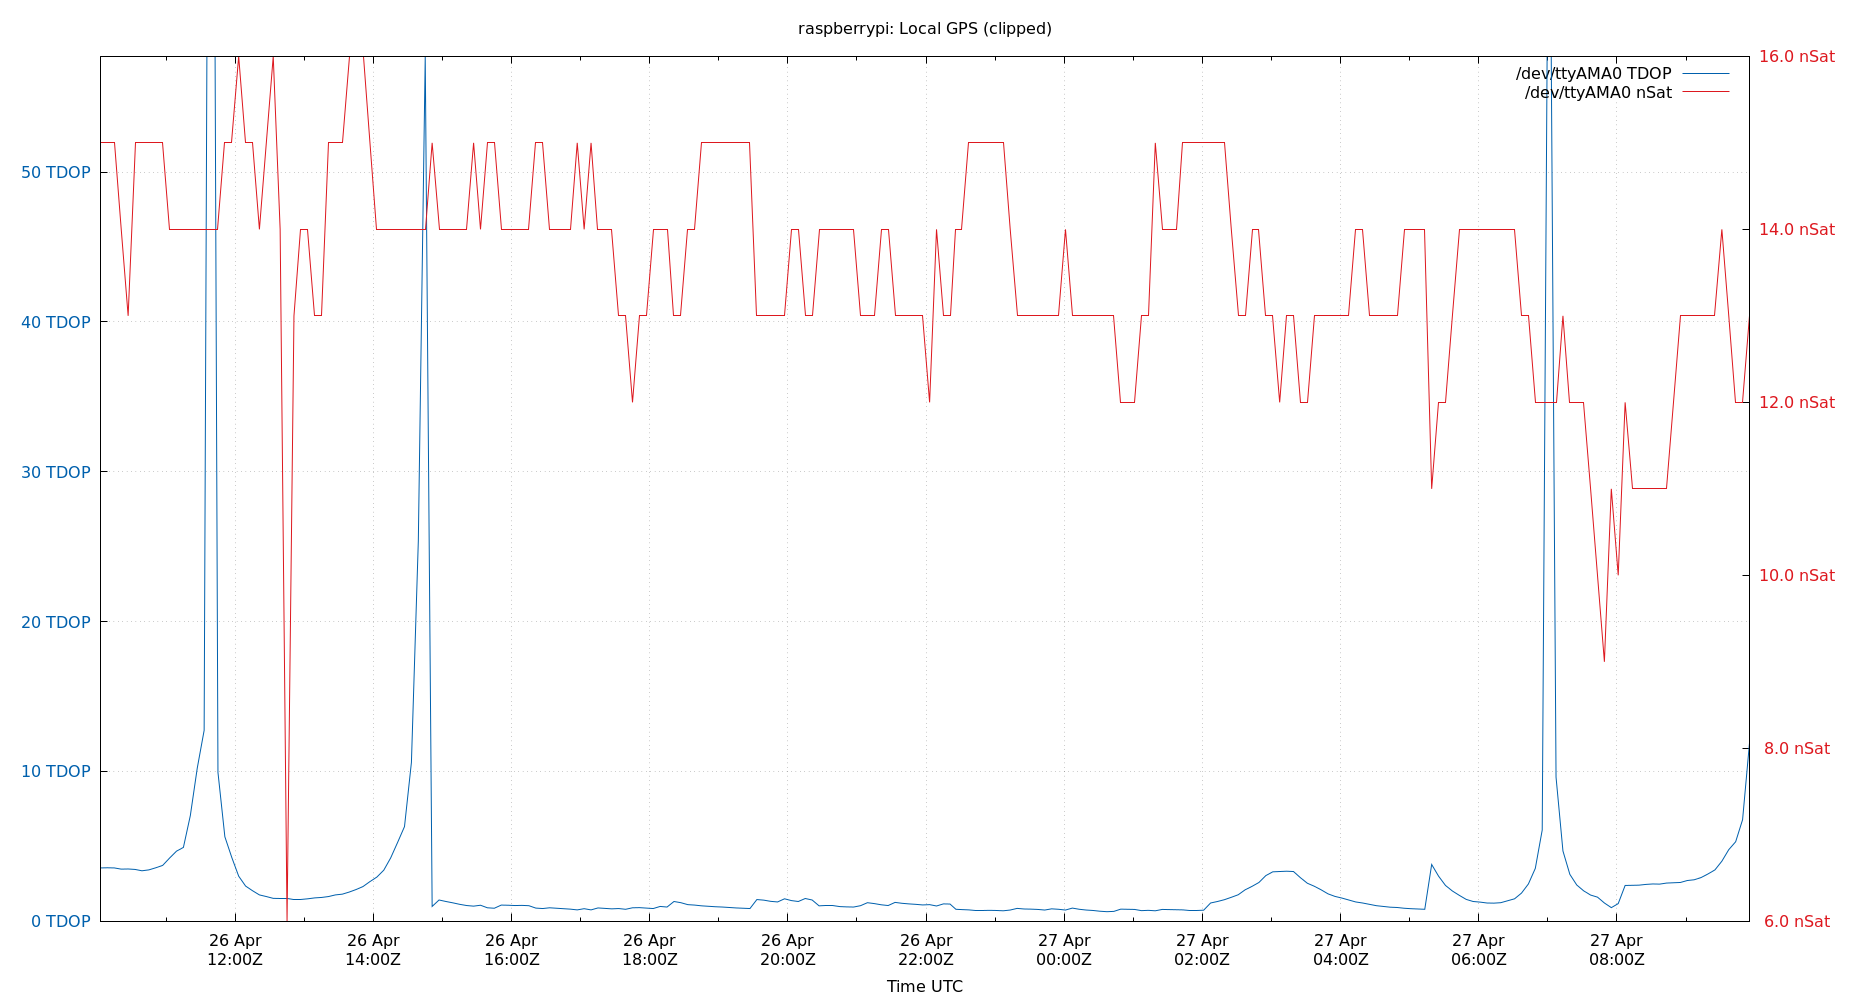 raspberrypi: Local GPS (clipped)
16.0 nSat
/dev/ttyAMA0 TDOP
/dev/ttyAMA0 nSat
50 TDOP
14.0 nSat
40 TDOP
12.0 nSat
30 TDOP
10.0 nSat
20 TDOP
8.0 nSat
10 TDOP
0 TDOP
6.0 nSat
26 Apr 26 Apr 26 Apr 26 Apr 26 Apr 26 Apr 27 Apr 27 Apr 27 Apr 27 Apr 27 Apr
12:00Z 14:00Z 16:00Z 18:00Z 20:00Z 22:00Z 00:00Z 02:00Z 04:00Z 06:00Z 08:00Z
Time UTC